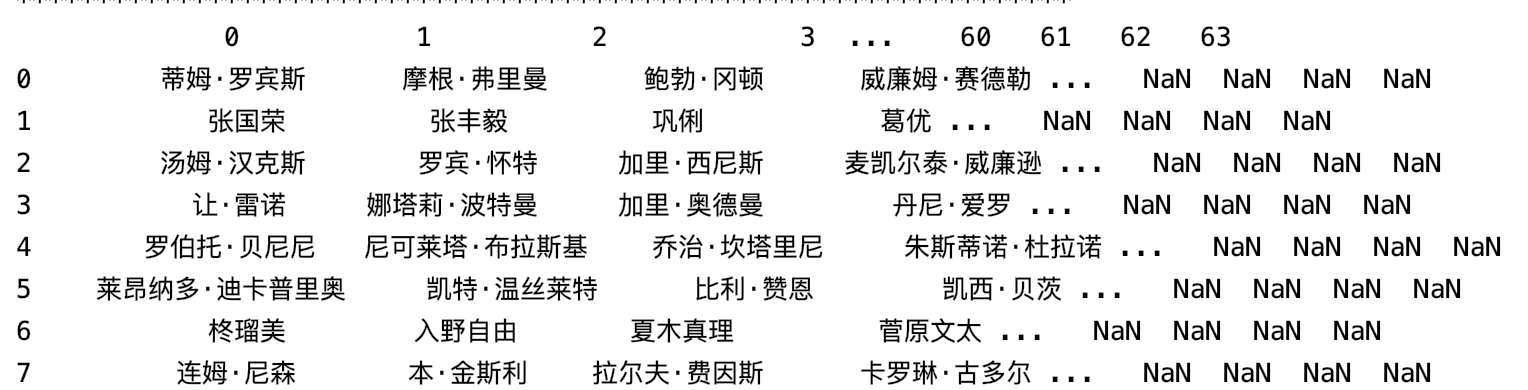 0 1 2 3 ... 60 61 62 63
0 蒂姆·罗宾斯 摩根·弗里曼 鲍勃·冈顿 威廉姆·赛德勒 ... NaN NaN NaN NaN
1 张国荣 张丰毅 巩俐 葛优 ... NaN NaN NaN NaN
2 汤姆·汉克斯 罗宾·怀特 加里·西尼斯 麦凯尔泰·威廉逊 ... NaN NaN NaN NaN
3 让·雷诺 娜塔莉·波特曼 加里·奥德曼 丹尼·爱罗 ... NaN NaN NaN NaN
4 罗伯托·贝尼尼 尼可莱塔·布拉斯基 乔治·坎塔里尼 朱斯蒂诺·杜拉诺 ... NaN NaN NaN NaN
5 莱昂纳多·迪卡普里奥 凯特·温丝莱特 比利·赞恩 凯西·贝茨 ... NaN NaN NaN NaN
6 柊瑠美 入野自由 夏木真理 菅原文太 ... NaN NaN NaN NaN
7 连姆·尼森 本·金斯利 拉尔夫·费因斯 卡罗琳·古多尔 ... NaN NaN NaN NaN